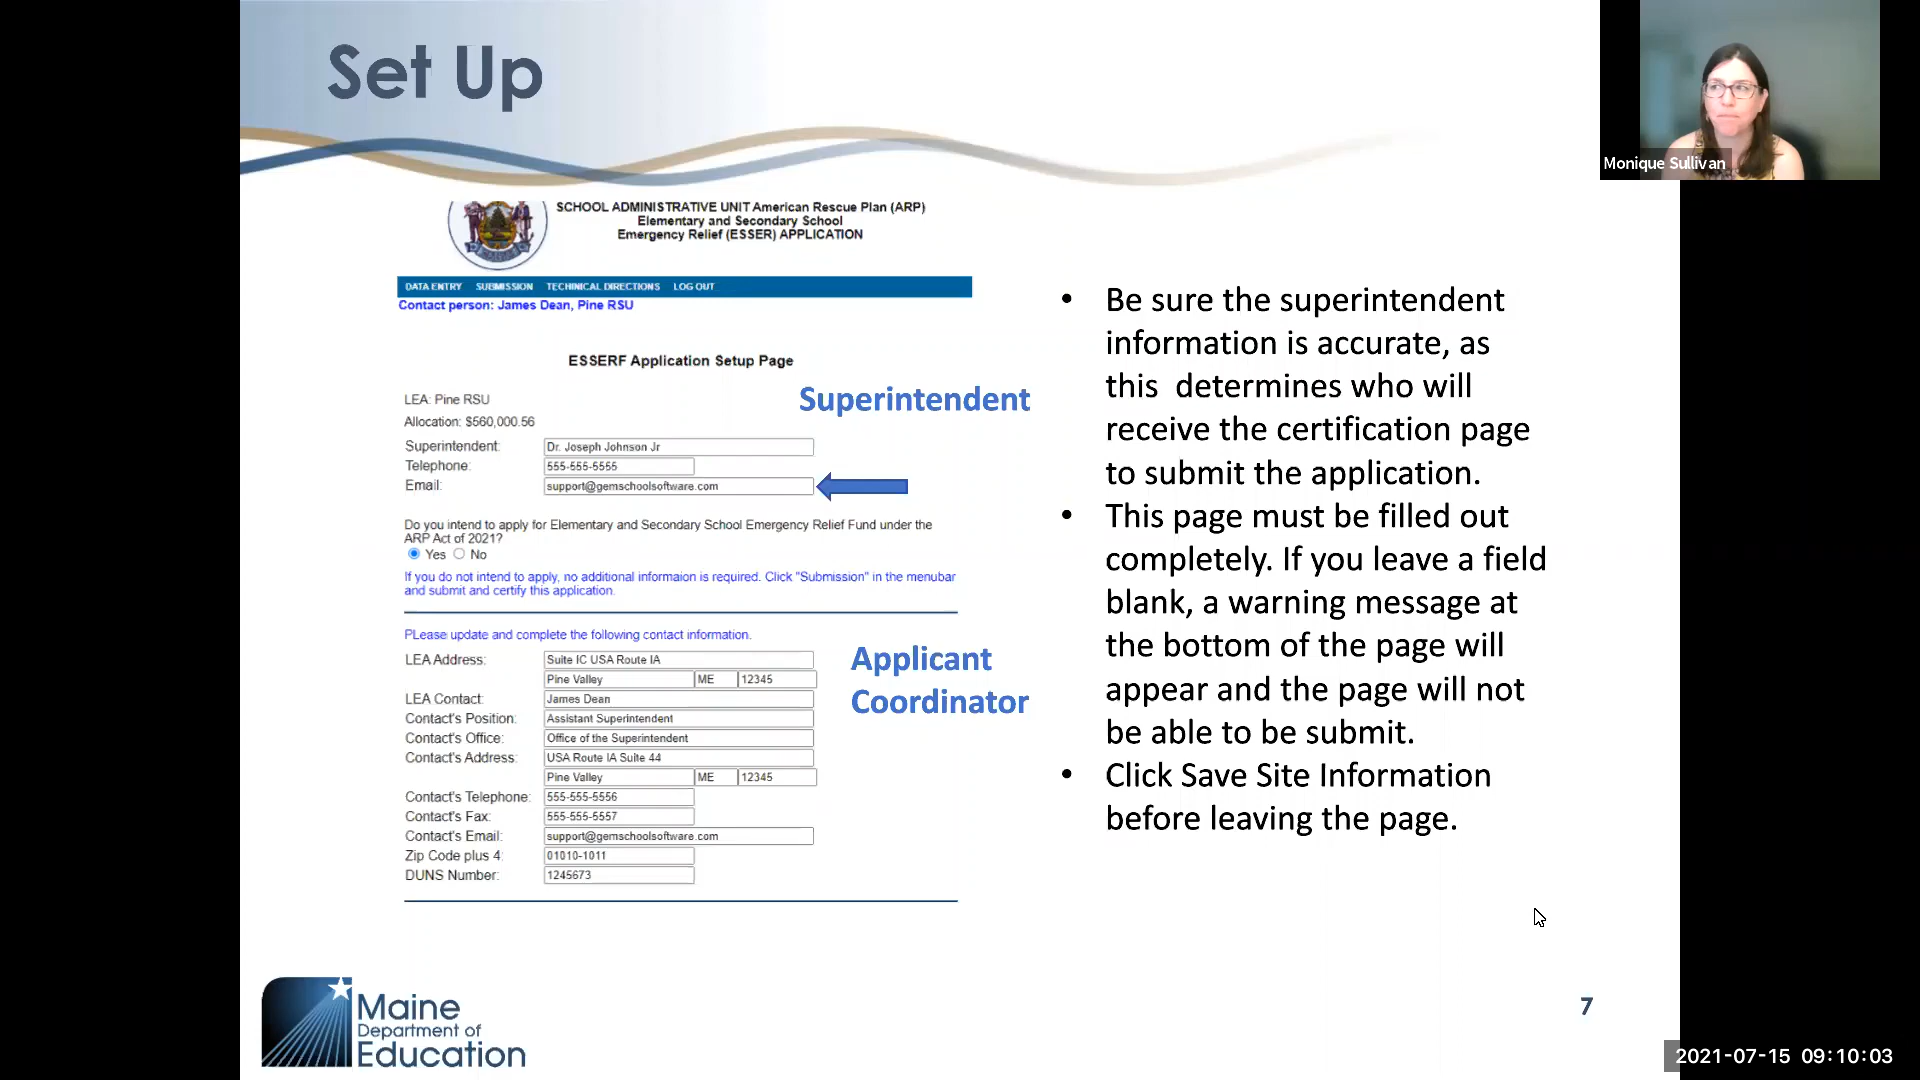 Set Up
Monique Sullivan
SCHOOL ADMINISTRATIVE UNIT American Rescue Plan (ARP)
Elementary and Secondary School
Emergency Relief (ESSER) APPLICATION
DATA ENTRY SUBMISSION TECHNICAL DIRECTIONS LOG OUT
Contact person: James Dean, Pine RSU
ESSERF Application Setup Page
LEA: Pine RSU
Allocation: $560,000.56
Superintendent
Superintendent: Dr. Joseph Johnson Jr
Telephone: 555-555-5555
Email: support@gemschoolsoftware.com
Do you intend to apply for Elementary and Secondary School Emergency Relief Fund under the
ARP Act of 2021?
Yes No
If you do not intend to apply, no additional informaion is required. Click "Submission" in the menubar
and submit and certify this application.
PLease update and complete the following contact information.
LEA Address: Suite IC USA Route IA
Pine Valley ME 12345
LEA Contact: James Dean
Contact's Position: Assistant Superintendent
Contact's Office: Office of the Superintendent
Contact's Address: USA Route IA Suite 44
Pine Valley ME 12345
Contact's Telephone: 555-555-5556
Contact's Fax: 555-555-5557
Contact's Email: support@gemschoolsoftware.com
Zip Code plus 4: 01010-1011
DUNS Number: 1245673
Applicant
Coordinator
• Be sure the superintendent
information is accurate, as
this determines who will
receive the certification page
to submit the application.
• This page must be filled out
completely. If you leave a field
blank, a warning message at
the bottom of the page will
appear and the page will not
be able to be submit.
• Click Save Site Information
before leaving the page.
Maine
Department of
Education
7
2021-07-15 09:10:03